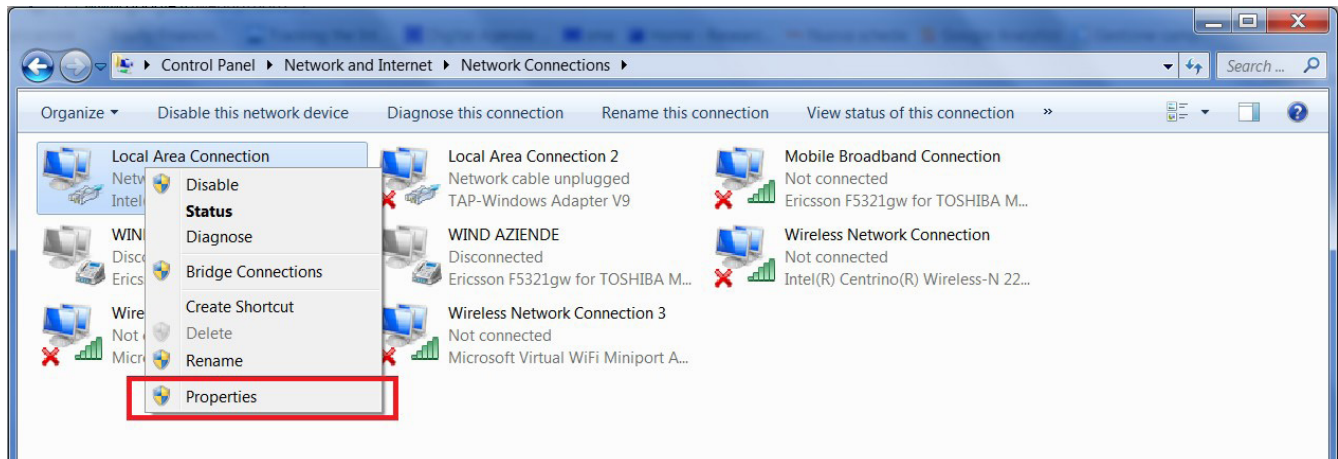 Control Panel ▸ Network and Internet ▸ Network Connections ▸
Search ...
Organize Disable this network device Diagnose this connection Rename this connection View status of this connection »
Local Area Connection
Local Area Connection 2
Network cable unplugged
TAP-Windows Adapter V9
Mobile Broadband Connection
Not connected
Ericsson F5321gw for TOSHIBA M...
WIND AZIENDE
Disconnected
Ericsson F5321gw for TOSHIBA M...
Wireless Network Connection
Not connected
Intel(R) Centrino(R) Wireless-N 22...
Wireless Network Connection 3
Not connected
Microsoft Virtual WiFi Miniport A...
Disable
Status
Diagnose
Bridge Connections
Create Shortcut
Delete
Rename
Properties